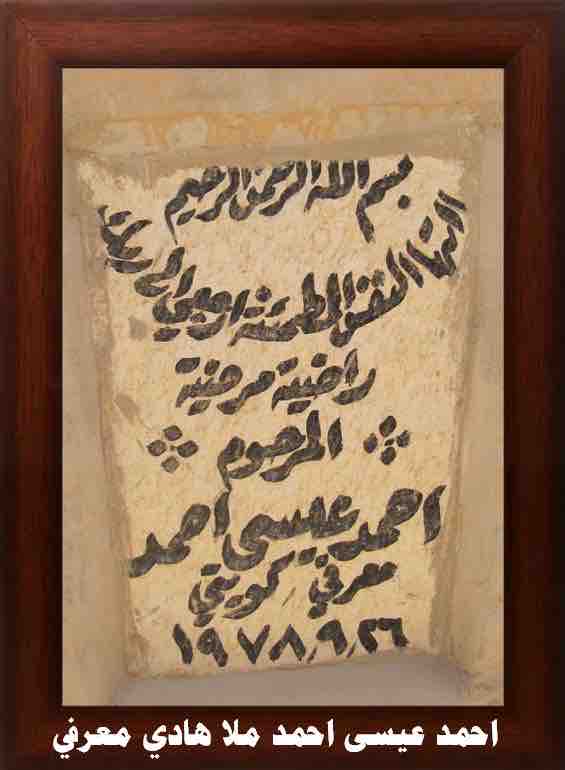 بسم الله الرحمن الرحيم
ايتها النفس المطمئنة ارجعي الى ربك
راضية مرضية
المرحوم
احمد عيسى احمد
معرفي كويتي
١٩٧٨/٩/٢٦
احمد عيسى احمد ملا هادي معرفي